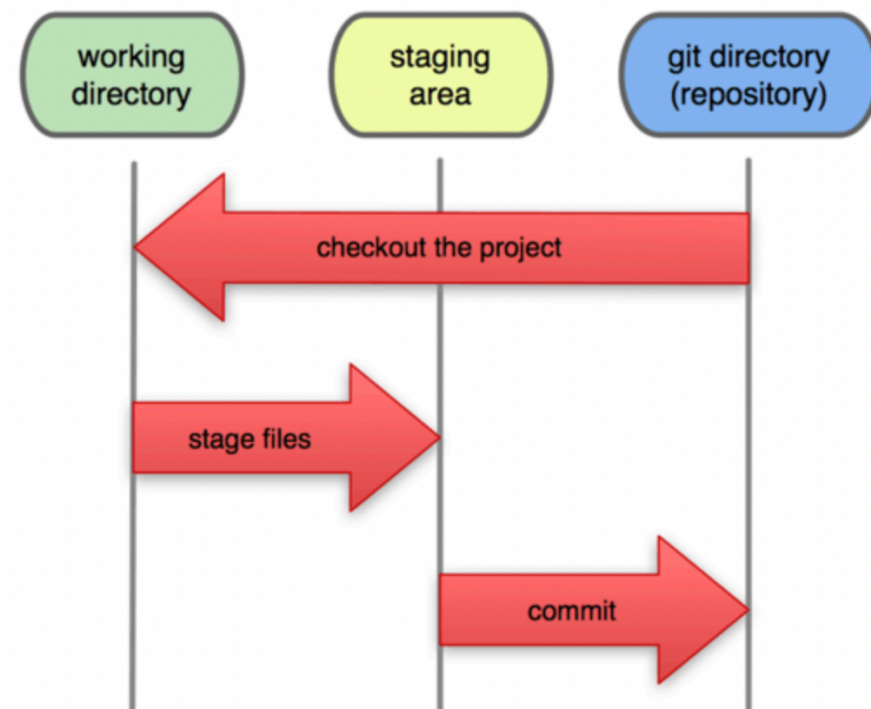 working
directory
staging
area
git directory
(repository)
checkout the project
stage files
commit